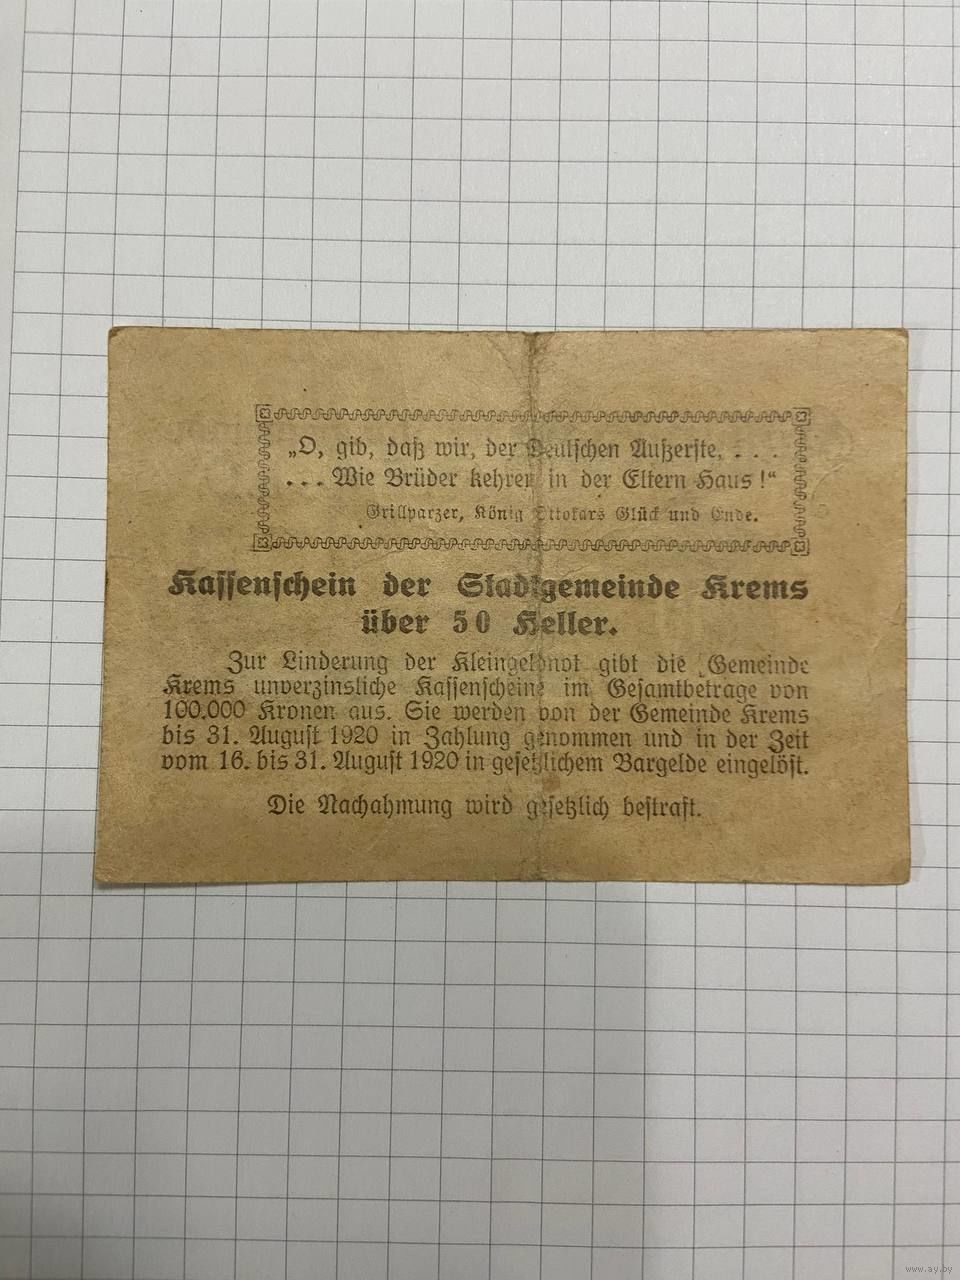 „O, gib, daß wir, der Deutschen Äußerste, . . .
. . . Wie Brüder kehren in der Eltern Haus!“
Grillparzer, König Ottokars Glück und Ende.
Kassenschein der Stadtgemeinde Krems
über 50 Heller.
Zur Linderung der Kleingeldnot gibt die Gemeinde
Krems unverzinsliche Kassenscheine im Gesamtbetrage von
100.000 Kronen aus. Sie werden von der Gemeinde Krems
bis 31. August 1920 in Zahlung genommen und in der Zeit
vom 16. bis 31. August 1920 in gesetzlichem Bargelde eingelöst.
Die Nachahmung wird gesetzlich bestraft.
www.ay.by